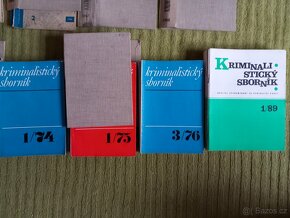 kriminalistický
sborník
1/74
1/75
kriminalistický
sborník
3/76
KRIMINALI
STICKÝ
SBORNÍK
1/89